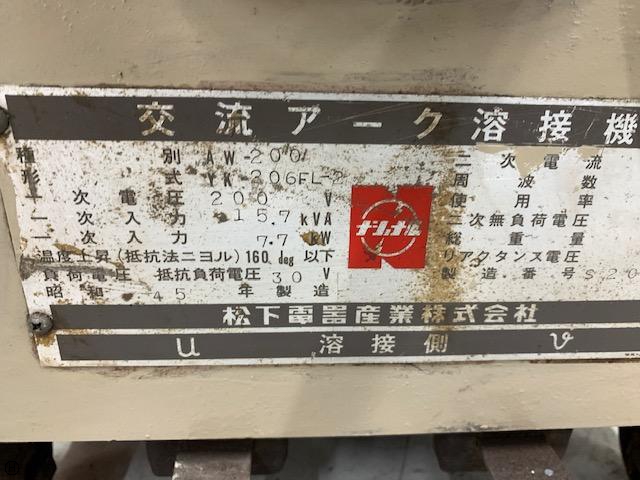 交流アーク溶接機
種別 AW-200 二次電流
形式 YK-206FL-2 周波数
一次電圧 200 V 使用率
一次入力 15.7 kVA 二次無負荷電圧
一次入力 7.7 kW 総重量
温度上昇(抵抗法ニヨル)160 deg 以下 リアクタンス電圧
負荷電圧 抵抗負荷電圧 30 V 製造番号 S20
昭和 45 年製造
ナショナル
松下電器産業株式会社
u 溶接側 v